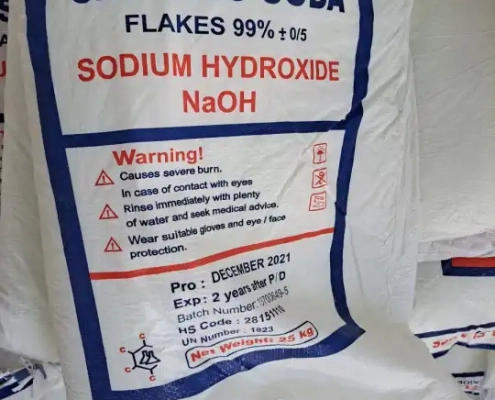 FLAKES 99% ± 0/5
SODIUM HYDROXIDE
NaOH
Warning!
Causes severe burn.
In case of contact with eyes
Rinse immediately with plenty
of water and seek medical advice.
Wear suitable gloves and eye / face
protection.
Pro : DECEMBER 2021
Exp : 2 years after P/D
Batch Number:
HS Code : 28151110
UN Number : 1823
Net Weight: 25 kg
C
C
C
C